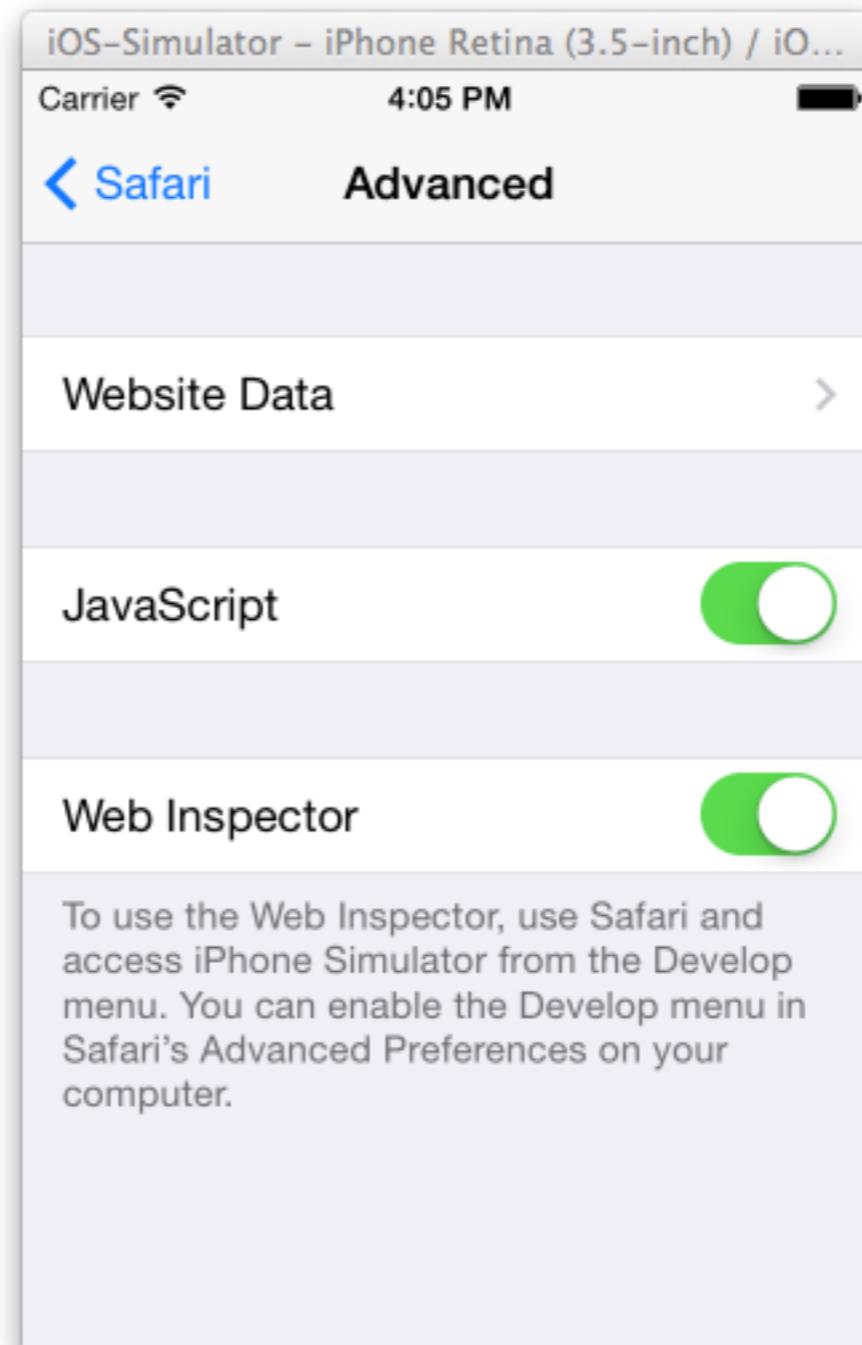 iOS-Simulator – iPhone Retina (3.5-inch) / iO...
Carrier 4:05 PM
Safari Advanced
Website Data
JavaScript
Web Inspector
To use the Web Inspector, use Safari and
access iPhone Simulator from the Develop
menu. You can enable the Develop menu in
Safari’s Advanced Preferences on your
computer.